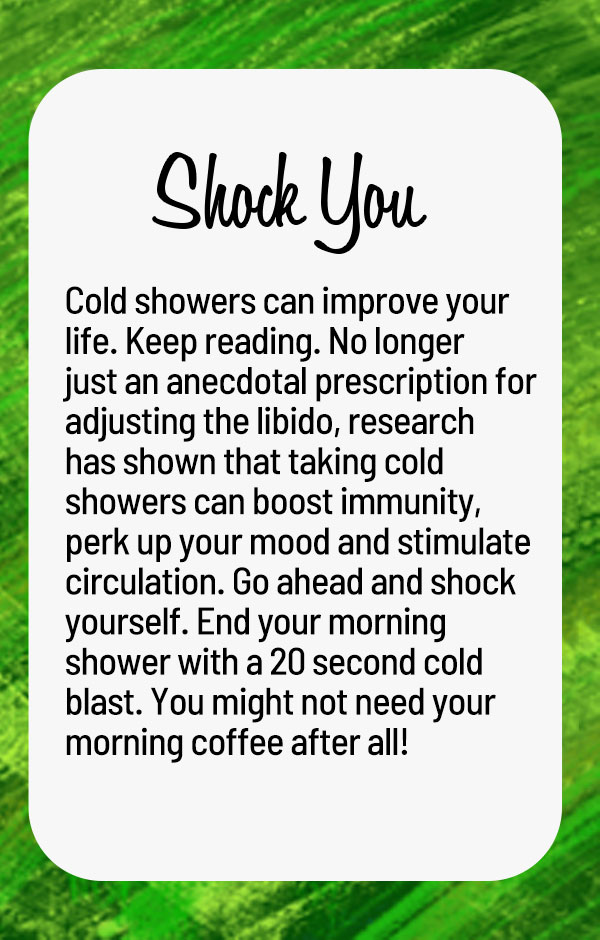 Shock You
Cold showers can improve your
life. Keep reading. No longer
just an anecdotal prescription for
adjusting the libido, research
has shown that taking cold
showers can boost immunity,
perk up your mood and stimulate
circulation. Go ahead and shock
yourself. End your morning
shower with a 20 second cold
blast. You might not need your
morning coffee after all!